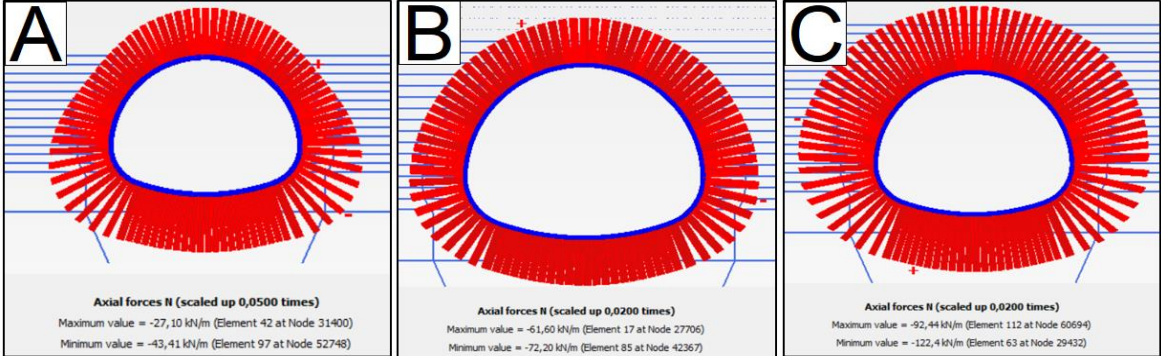 A
B
C
Axial forces N (scaled up 0,0500 times)
Maximum value = -27,10 kN/m (Element 42 at Node 31400)
Minimum value = -43,41 kN/m (Element 97 at Node 52748)
Axial forces N (scaled up 0,0200 times)
Maximum value = -61,60 kN/m (Element 17 at Node 27706)
Minimum value = -72,20 kN/m (Element 85 at Node 42367)
Axial forces N (scaled up 0,0200 times)
Maximum value = -92,44 kN/m (Element 112 at Node 60694)
Minimum value = -122,4 kN/m (Element 63 at Node 29432)